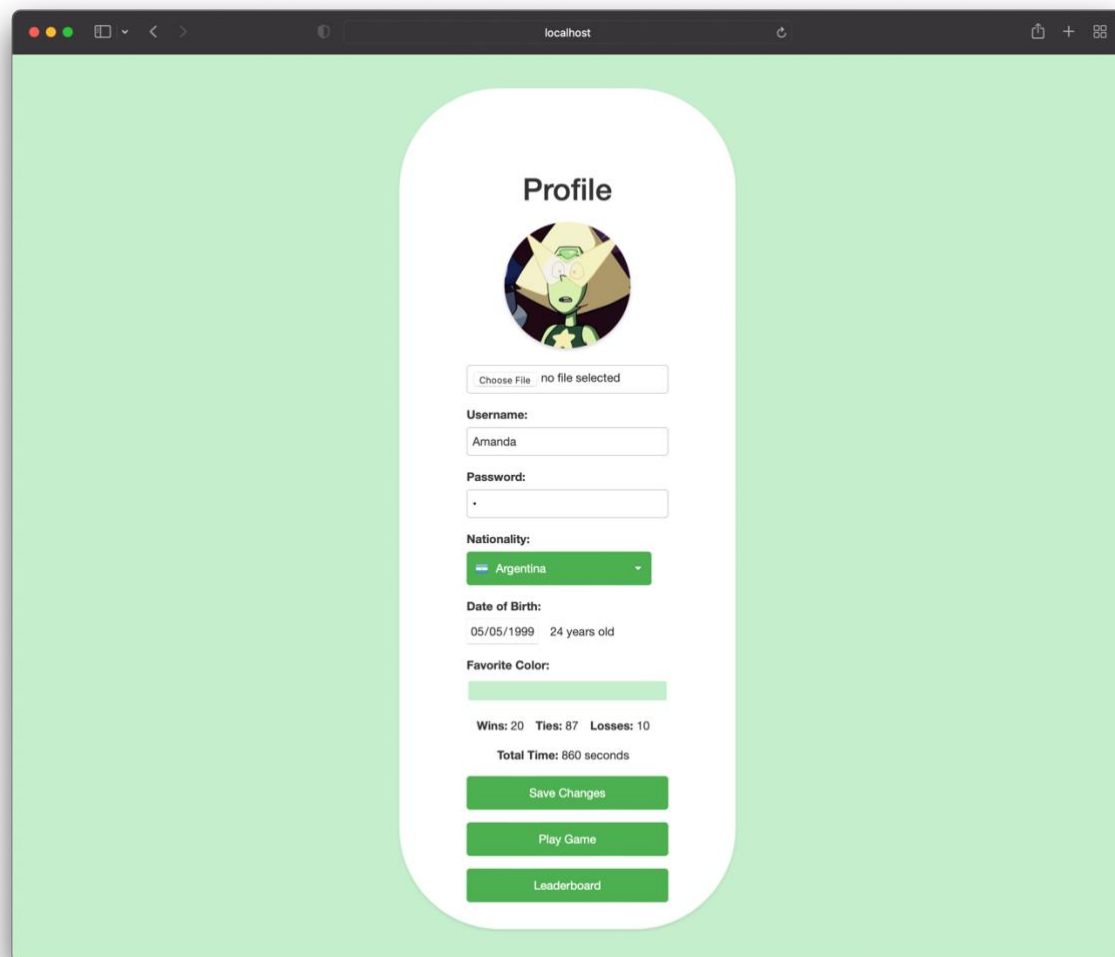 localhost
Profile
Choose File no file selected
Username:
Amanda
Password:
•
Nationality:
Argentina
Date of Birth:
05/05/1999 24 years old
Favorite Color:
Wins: 20 Ties: 87 Losses: 10
Total Time: 860 seconds
Save Changes
Play Game
Leaderboard